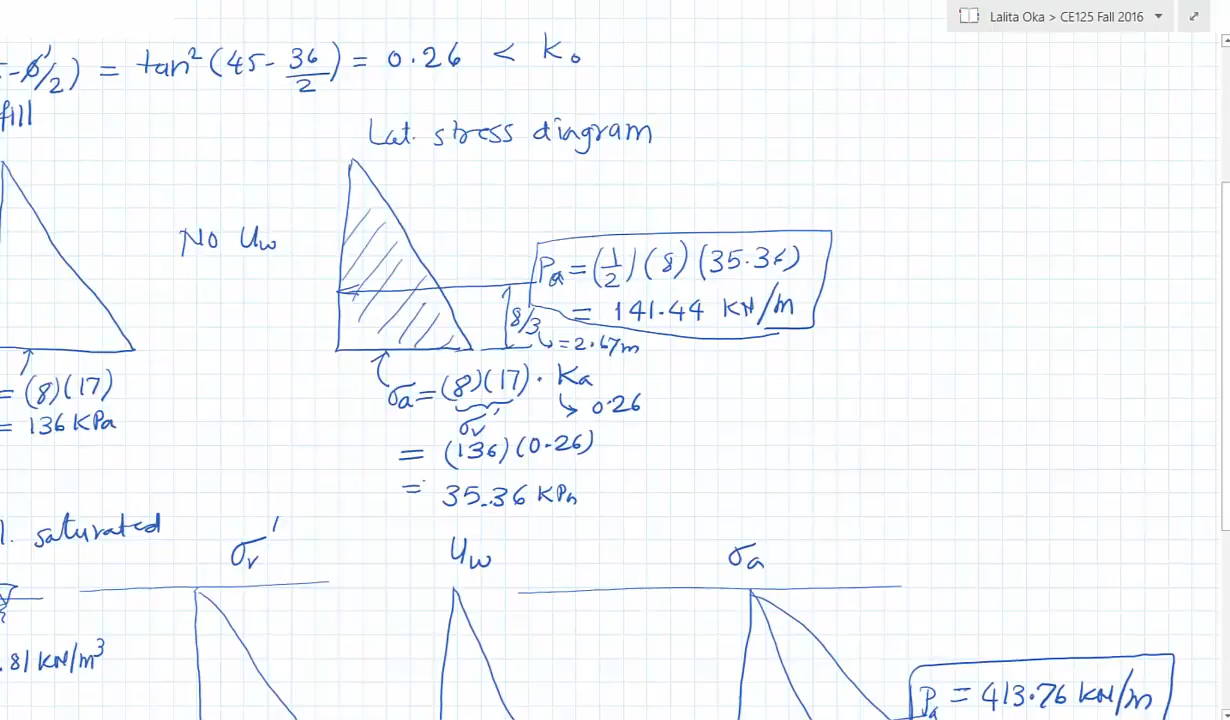 Lalita Oka > CE125 Fall 2016
-φ'/2) = tan²(45 - 36/2) = 0.26 < K₀
fill
Lat. stress diagram
No Uw
Pa = (1/2)(8)(35.36)
= 141.44 KN/m
8/3
= 2.67m
= (8)(17)
= 136 KPa
σa = (8)(17) · Ka
σv'
0.26
= (136)(0.26)
= 35.36 KPa
1. saturated
σv'
Uw
σa
.81 KN/m³
Pa = 413.76 KN/m